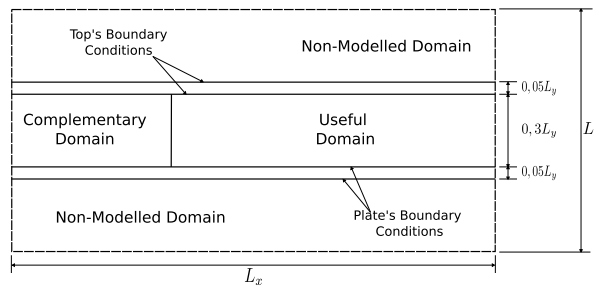 Top's Boundary
Conditions
Non-Modelled Domain
0,05L_y
Complementary
Domain
Useful
Domain
0,3L_y
L
0,05L_y
Non-Modelled Domain
Plate's Boundary
Conditions
L_x